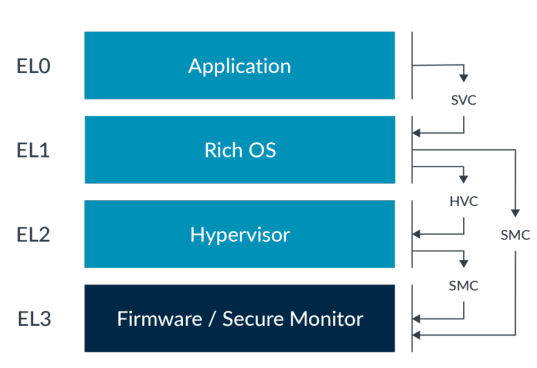 EL0
Application
SVC
EL1
Rich OS
HVC
EL2
Hypervisor
SMC
SMC
EL3
Firmware / Secure Monitor